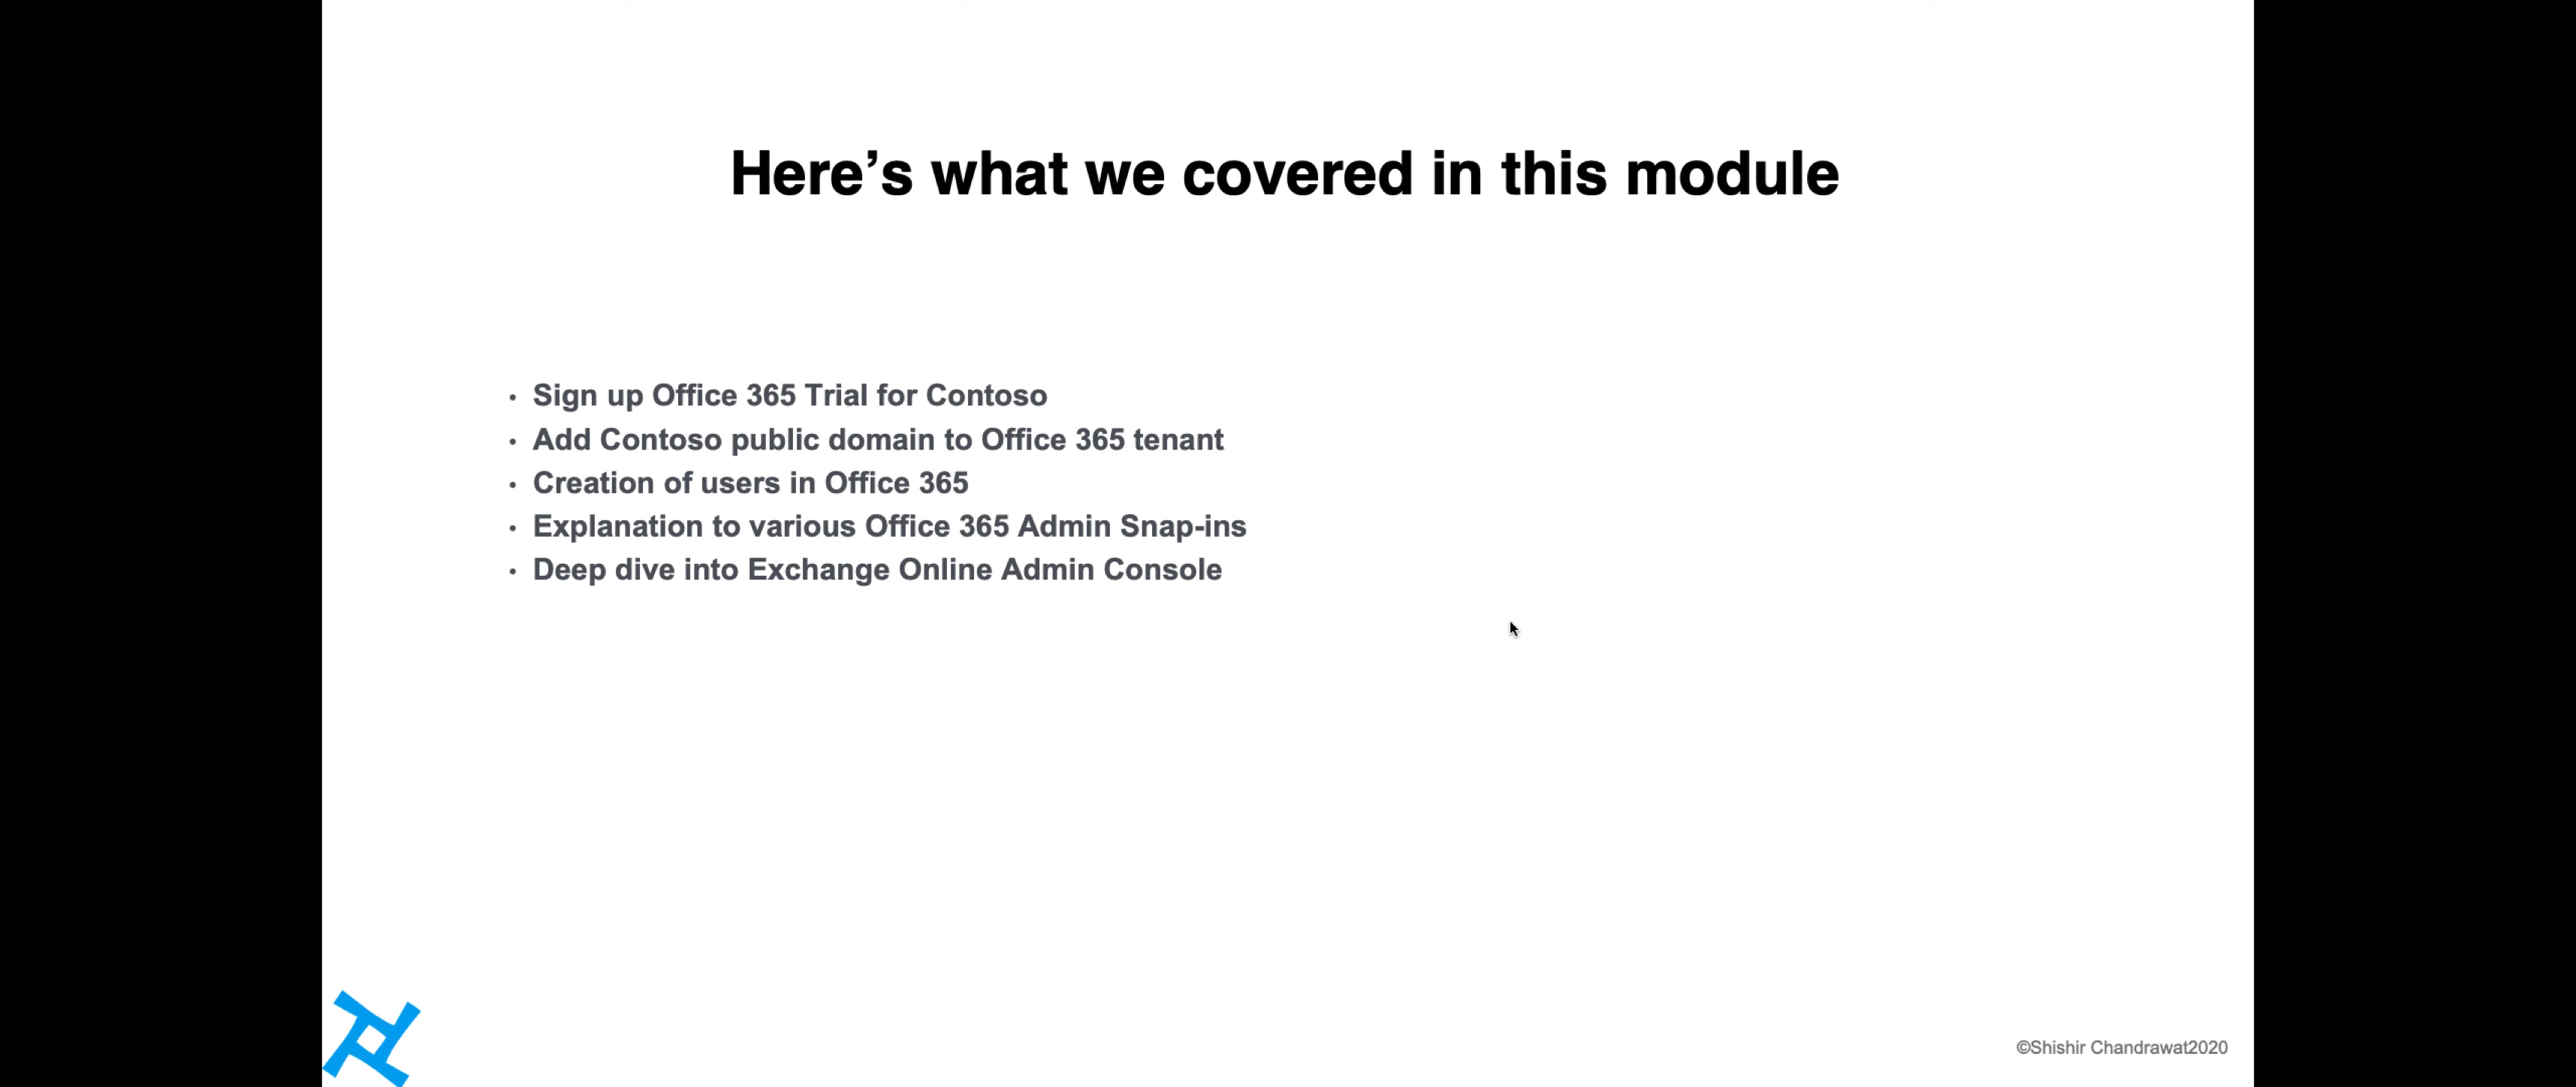 Here’s what we covered in this module
• Sign up Office 365 Trial for Contoso
• Add Contoso public domain to Office 365 tenant
• Creation of users in Office 365
• Explanation to various Office 365 Admin Snap-ins
• Deep dive into Exchange Online Admin Console
©Shishir Chandrawat2020